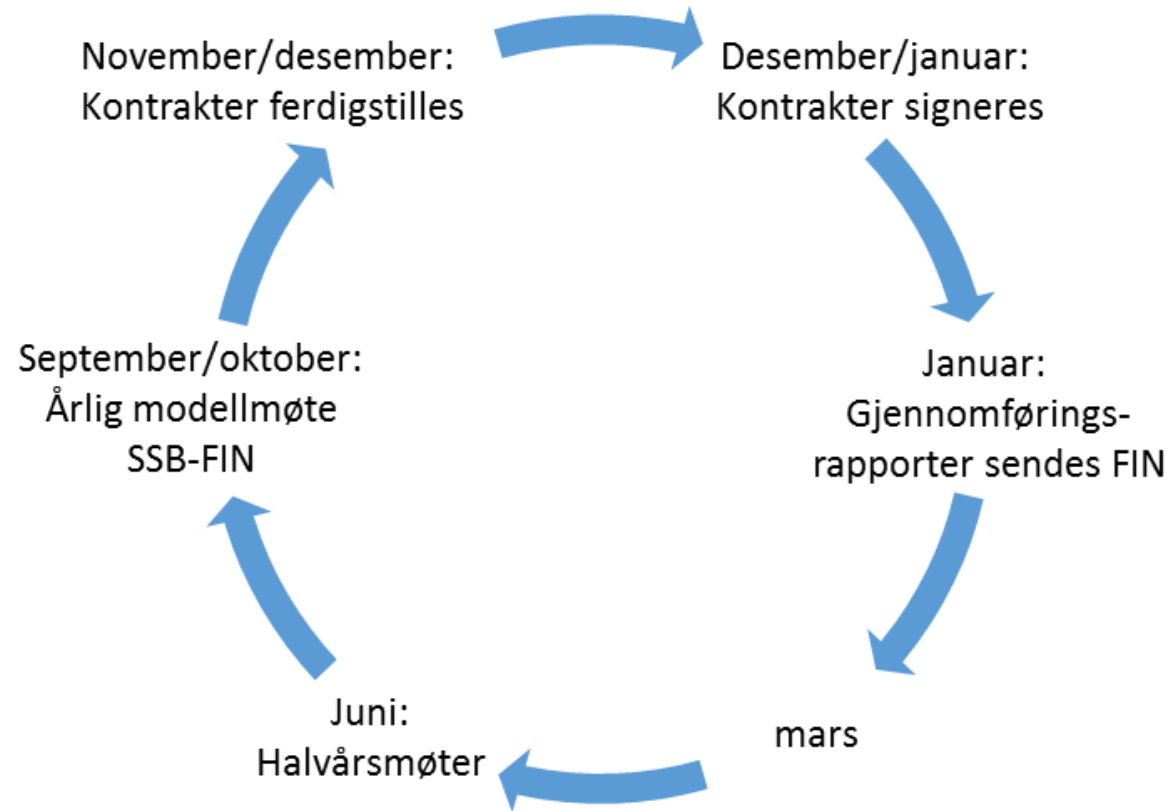 November/desember:
Kontrakter ferdigstilles
Desember/januar:
Kontrakter signeres
Januar:
Gjennomførings-
rapporter sendes FIN
mars
Juni:
Halvårsmøter
September/oktober:
Årlig modellmøte
SSB-FIN